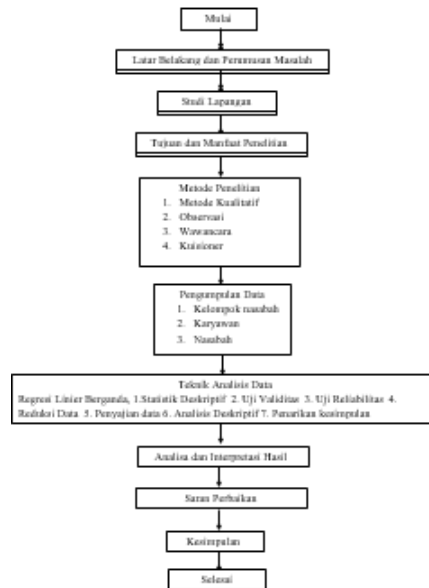 Mulai
Latar Belakang dan Perumusan Masalah
Studi Lapangan
Tujuan dan Manfaat Penelitian
Metode Penelitian
1. Metode Kualitatif
2. Observasi
3. Wawancara
4. Kuisioner
Pengumpulan Data
1. Kelompok nasabah
2. Karyawan
3. Nasabah
Teknik Analisis Data
Regresi Linier Berganda, 1.Statistik Deskriptif 2. Uji Validitas 3. Uji Reliabilitas 4.
Reduksi Data 5. Penyajian data 6. Analisis Deskriptif 7. Penarikan kesimpulan
Analisa dan Interpretasi Hasil
Saran Perbaikan
Kesimpulan
Selesai